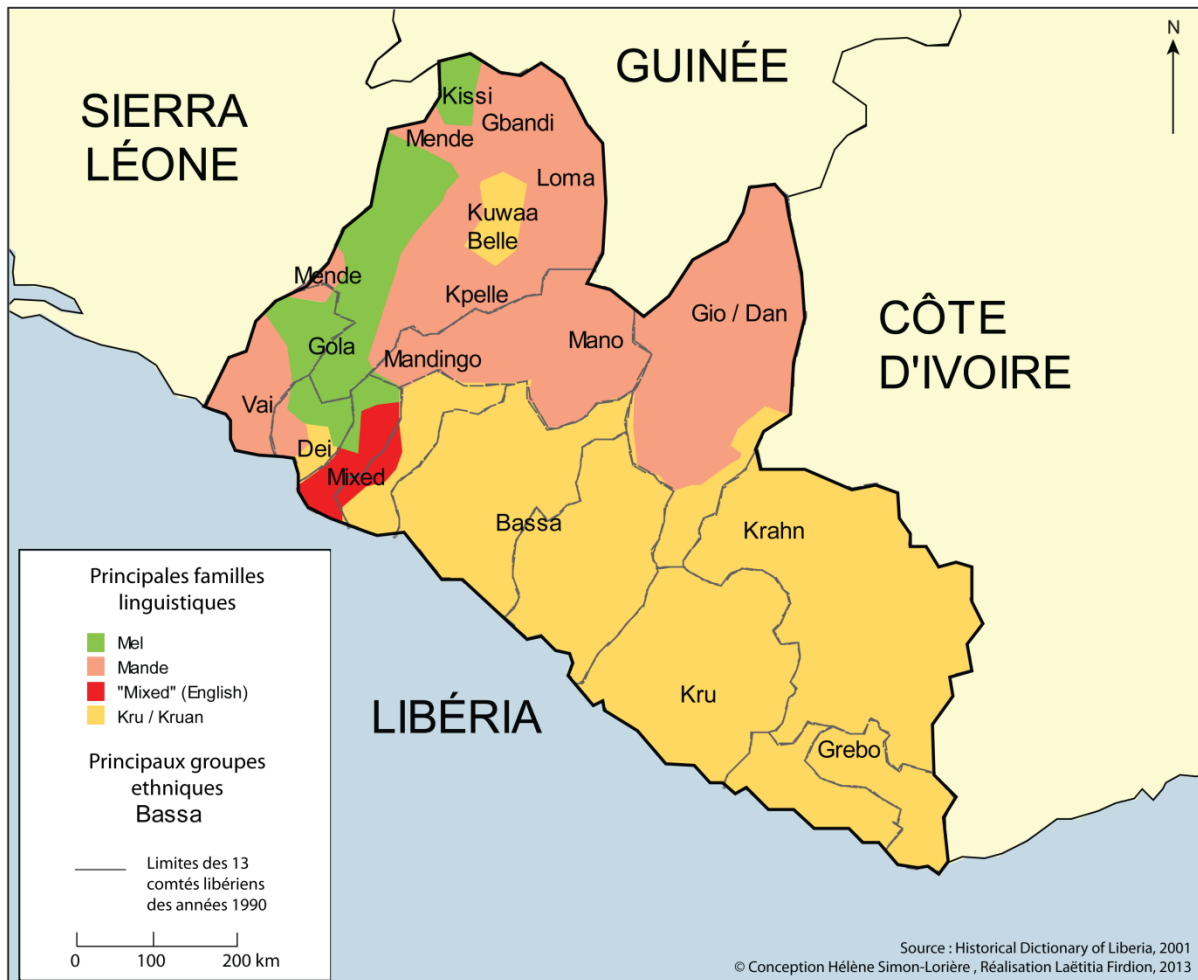 N
GUINÉE
SIERRA
LÉONE
Kissi
Gbandi
Mende
Loma
Kuwaa
Belle
Mende
Kpelle
Gio / Dan
CÔTE
D'IVOIRE
Gola
Mandingo
Mano
Vai
Dei
Mixed
Bassa
Krahn
Kru
LIBÉRIA
Grebo
Principales familles
linguistiques
Mel
Mande
"Mixed" (English)
Kru / Kruan
Principaux groupes
ethniques
Bassa
Limites des 13
comtés libériens
des années 1990
0 100 200 km
Source : Historical Dictionary of Liberia, 2001
© Conception Hélène Simon-Lorière , Réalisation Laëtitia Firdion, 2013